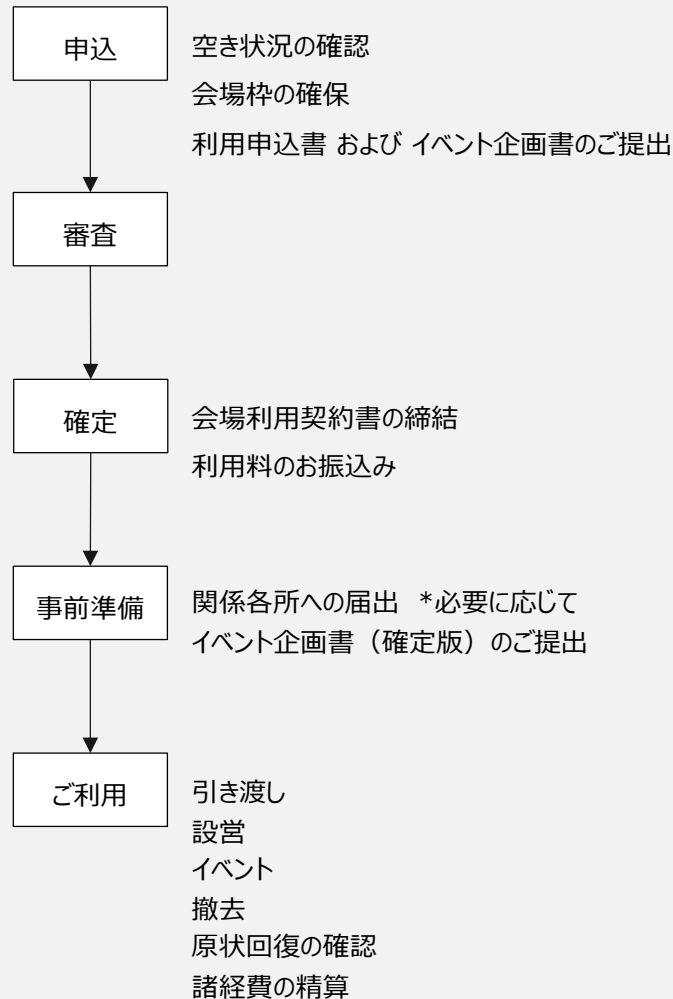 申込
空き状況の確認
会場枠の確保
利用申込書 および イベント企画書のご提出
審査
確定
会場利用契約書の締結
利用料のお振込み
事前準備
関係各所への届出 *必要に応じて
イベント企画書（確定版）のご提出
ご利用
引き渡し
設営
イベント
撤去
原状回復の確認
諸経費の精算